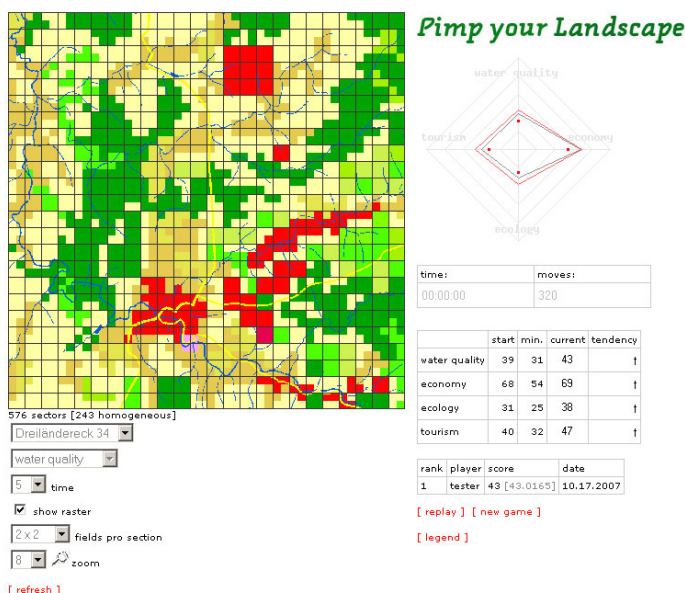 Pimp your Landscape
water quality
tourism
economy
ecology
time:
moves:
00:00:00
320
start min. current tendency
water quality 39 31 43 ↑
economy 68 54 69 ↑
ecology 31 25 38 ↑
tourism 40 32 47 ↑
rank player score date
1 tester 43 [43.0165] 10.17.2007
[ replay ] [ new game ]
[ legend ]
576 sectors [243 homogeneous]
Dreiländereck 34
water quality
5 time
show raster
2 x 2 fields pro section
8 zoom
[ refresh ]